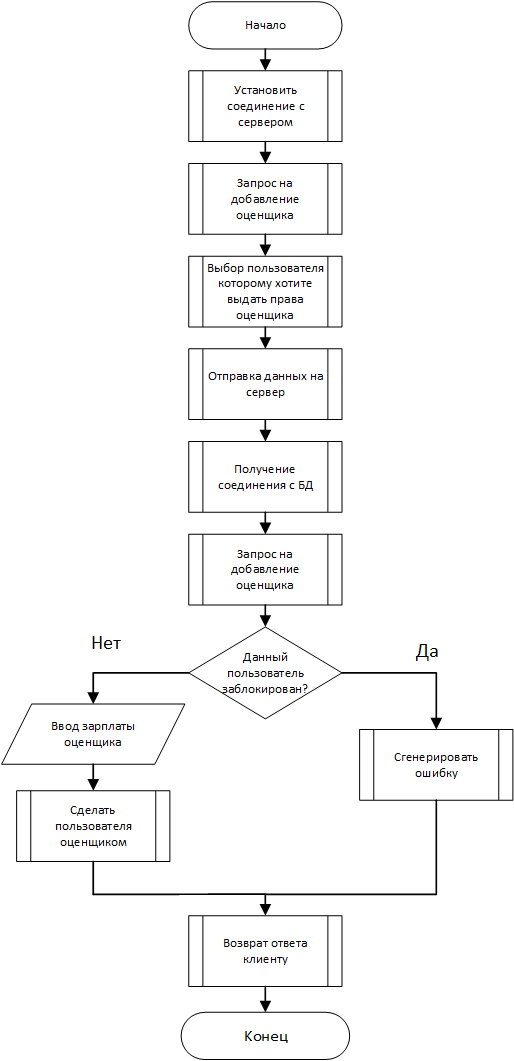 Начало
Установить
соединение с
сервером
Запрос на
добавление
оценщика
Выбор пользователя
которому хотите
выдать права
оценщика
Отправка данных на
сервер
Получение
соединения с БД
Запрос на
добавление
оценщика
Данный
пользователь
заблокирован?
Нет
Да
Ввод зарплаты
оценщика
Сгенерировать
ошибку
Сделать
пользователя
оценщиком
Возврат ответа
клиенту
Конец